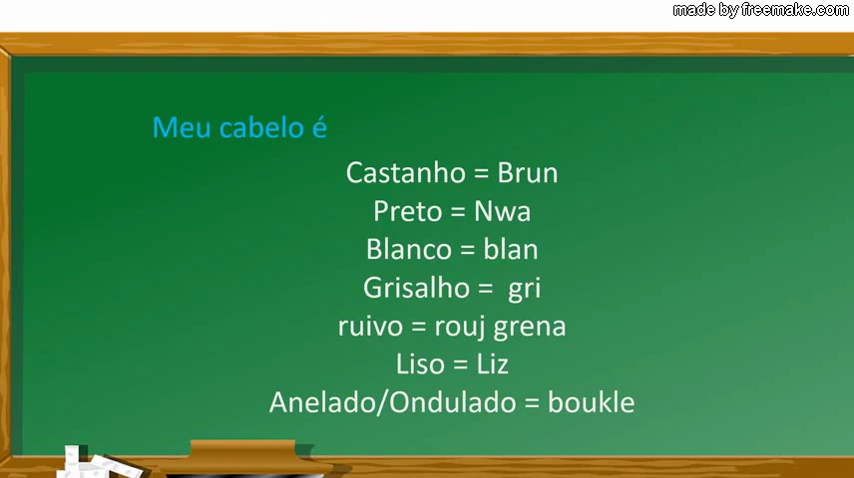 made by freemake.com
Meu cabelo é
Castanho = Brun
Preto = Nwa
Blanco = blan
Grisalho = gri
ruivo = rouj grena
Liso = Liz
Anelado/Ondulado = boukle